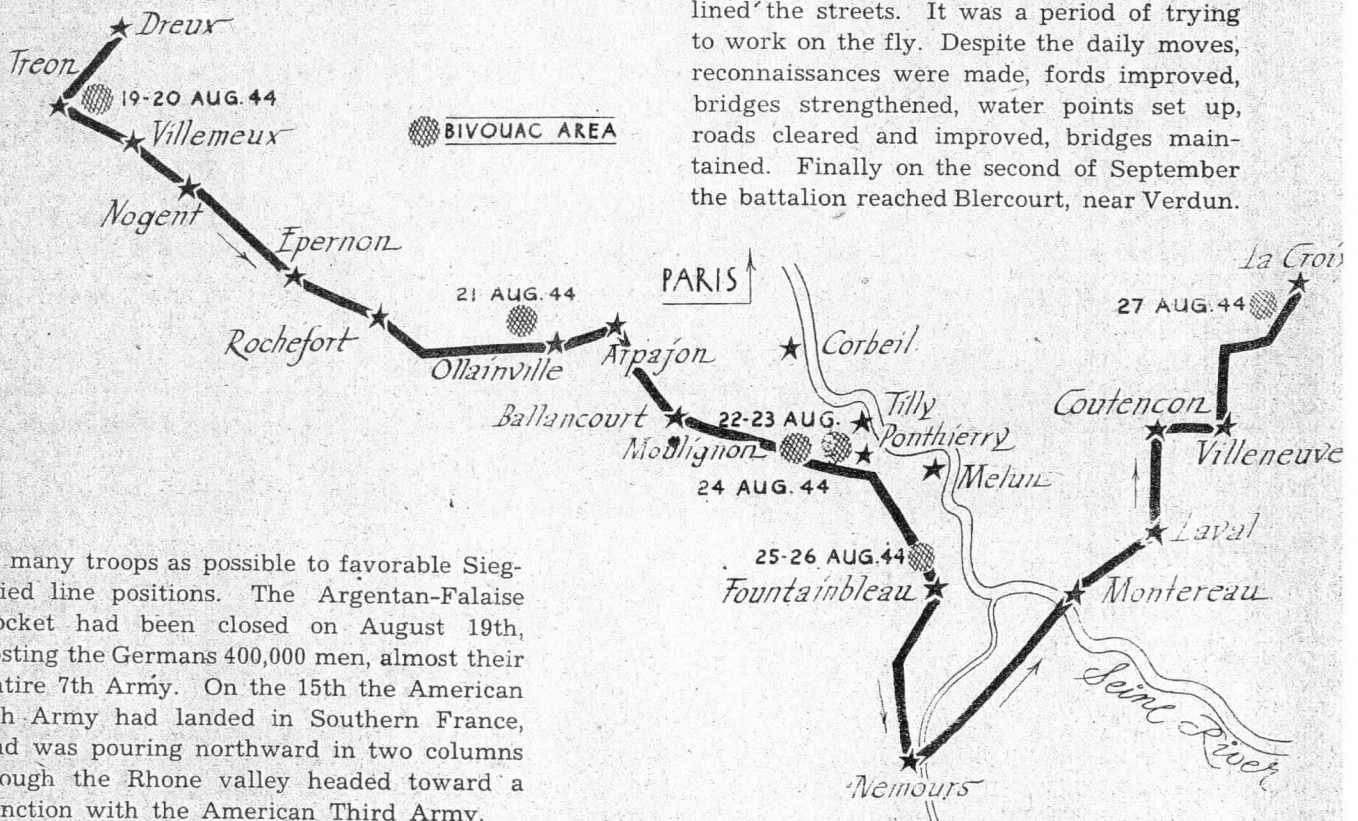 lined the streets. It was a period of trying
to work on the fly. Despite the daily moves,
reconnaissances were made, fords improved,
bridges strengthened, water points set up,
roads cleared and improved, bridges main-
tained. Finally on the second of September
the battalion reached Blercourt, near Verdun.
Dreux
Treon
19-20 AUG. 44
Villemeux
BIVOUAC AREA
Nogent
Epernon
PARIS
La Croix
21 AUG. 44
27 AUG. 44
Rochefort
Ollainville
Arpajon
Corbeil
Ballancourt
22-23 AUG.
Tilly
Coutencon
Moulignon
Ponthierry
Villeneuve
24 AUG. 44
Melun
Laval
25-26 AUG. 44
Fountainbleau
Montereau
Seine River
Nemours
many troops as possible to favorable Sieg-
ied line positions. The Argentan-Falaise
ocket had been closed on August 19th,
sting the Germans 400,000 men, almost their
tire 7th Army. On the 15th the American
h Army had landed in Southern France,
d was pouring northward in two columns
ough the Rhone valley headed toward a
nction with the American Third Army.